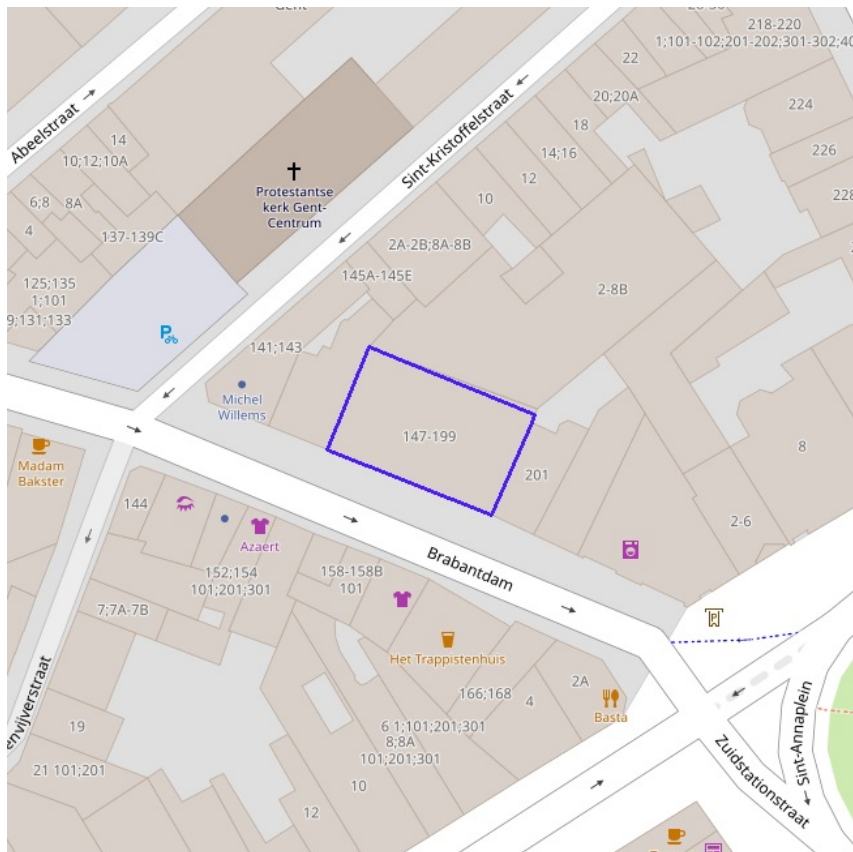 Gent
218-220
1;101-102;201-202;301-302;40
22
20;20A
224
Abeelstraat
14
10;12;10A
18
Sint-Kristoffelstraat
14;16
226
12
6;8
8A
Protestantse
kerk Gent-
Centrum
10
228
4
137-139C
2A-2B;8A-8B
125;135
1;101
9;131;133
145A-145E
2-8B
141;143
Michel
Willems
147-199
8
Madam
Bakster
201
144
2-6
Azaert
Brabantdam
152;154
101;201;301
158-158B
101
7;7A-7B
P
Het Trappistenhuis
166;168
4
2A
Basta
envijverstraat
19
6 1;101;201;301
8;8A
101;201;301
21 101;201
10
12
Sint-Annaplein
Zuidstationstraat